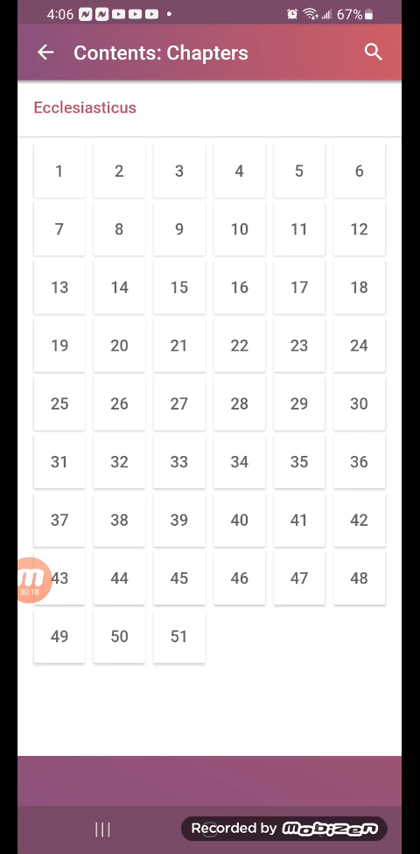 4:06 67%
Contents: Chapters
Ecclesiasticus
1 2 3 4 5 6
7 8 9 10 11 12
13 14 15 16 17 18
19 20 21 22 23 24
25 26 27 28 29 30
31 32 33 34 35 36
37 38 39 40 41 42
43 44 45 46 47 48
30:18
49 50 51
Recorded by mobizen